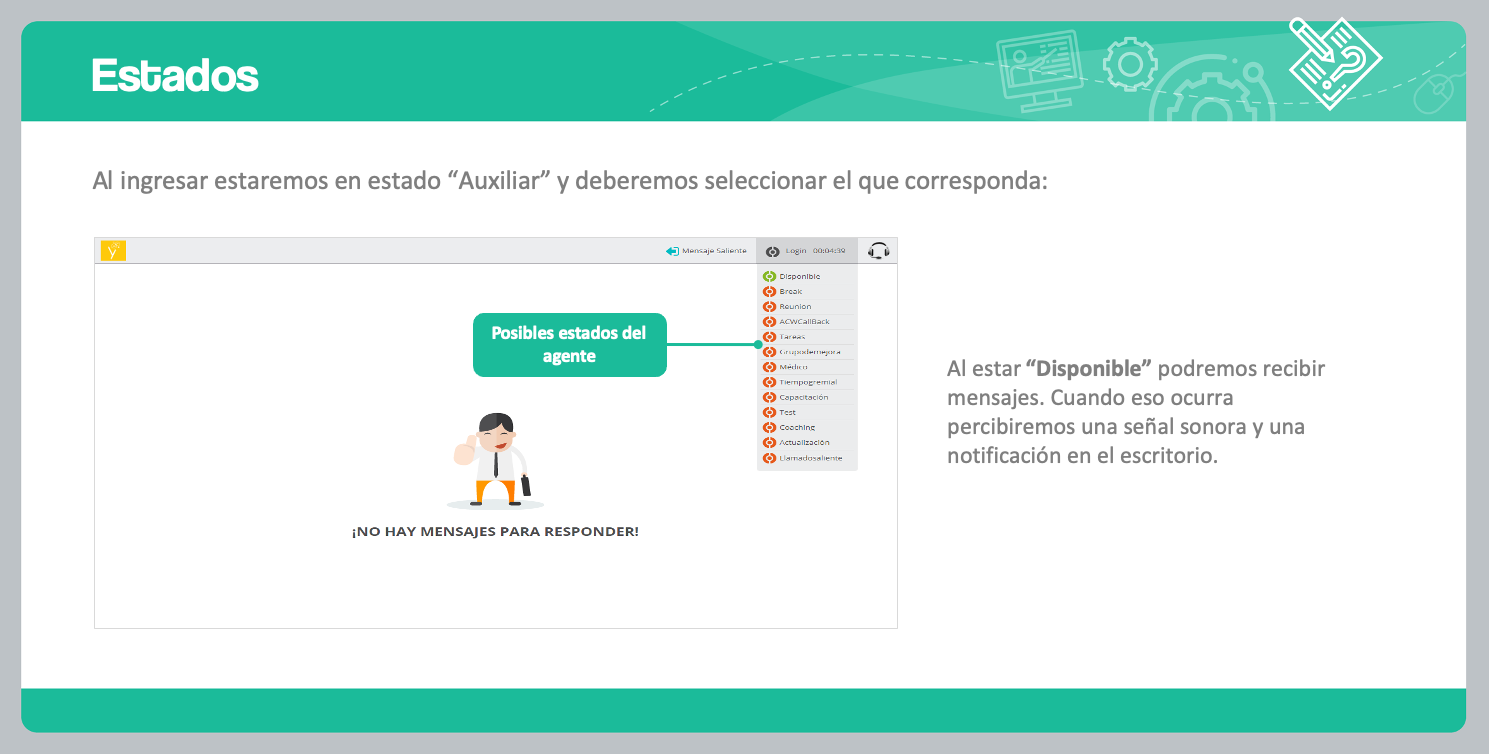 Estados
Al ingresar estaremos en estado “Auxiliar” y deberemos seleccionar el que corresponda:
y
Mensaje Saliente
Login 00:04:39
Disponible
Break
Reunion
ACWCallBack
Tareas
Grupodemejora
Médico
Tiempogremial
Capacitación
Test
Coaching
Actualización
Llamadosaliente
Posibles estados del
agente
¡NO HAY MENSAJES PARA RESPONDER!
Al estar “Disponible” podremos recibir
mensajes. Cuando eso ocurra
percibiremos una señal sonora y una
notificación en el escritorio.